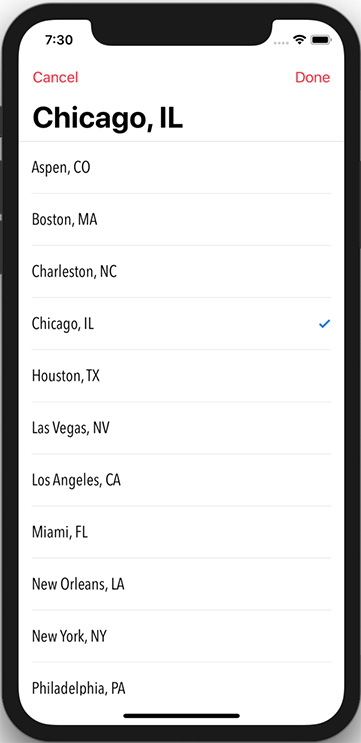 7:30
Cancel Done
Chicago, IL
Aspen, CO
Boston, MA
Charleston, NC
Chicago, IL
Houston, TX
Las Vegas, NV
Los Angeles, CA
Miami, FL
New Orleans, LA
New York, NY
Philadelphia, PA